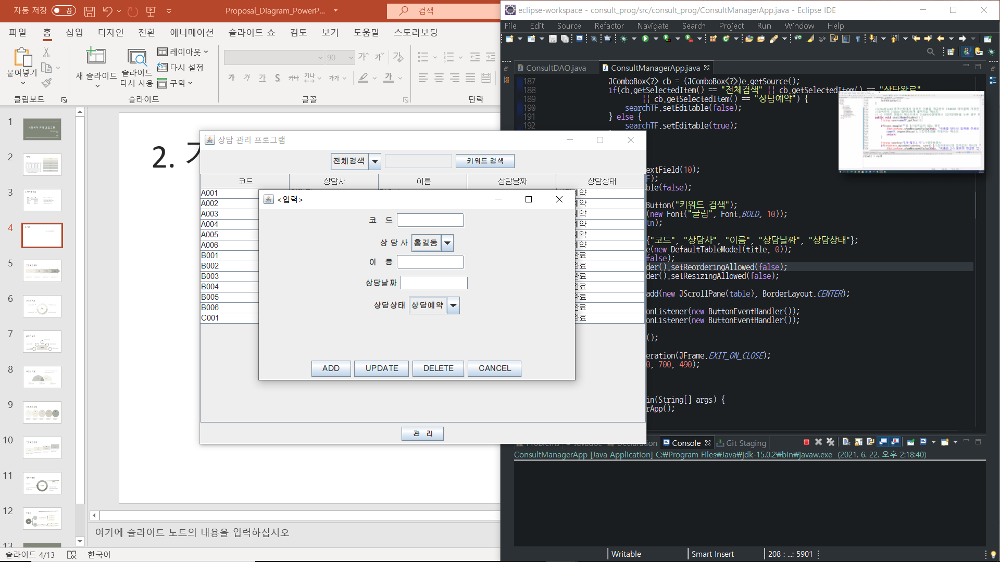 자동 저장 끔
Proposal_Diagram_PowerP...
검색
파일 홈 삽입 디자인 전환 애니메이션 슬라이드 쇼 검토 보기 도움말 스토리보딩
붙여넣기
새 슬라이드
슬라이드 다시 사용
레이아웃
다시 설정
구역
90
가 가 가 S 가나 가나 가가 가
클립보드
슬라이드
글꼴
단락
1
2
3
4
5
6
7
8
9
10
11
12
13
2.
여기에 슬라이드 노트의 내용을 입력하십시오
슬라이드 4/13
한국어
상담 관리 프로그램
전체검색
키워드 검색
코드 상담사 이름 상담날짜 상담상태
A001 예약
A002 예약
A003 예약
A004 예약
A005 예약
A006 예약
B001 완료
B002 완료
B003 완료
B004 완료
B005 완료
B006 완료
C001 완료
<입력>
코 드
상 담 사 홍길동
이 름
상담날짜
상담상태 상담예약
ADD UPDATE DELETE CANCEL
관 리
eclipse-workspace - consult_prog/src/consult_prog/ConsultManagerApp.java - Eclipse IDE
File Edit Source Refactor Navigate Search Project Run Window Help
ConsultDAO.java ConsultManagerApp.java
187 JComboBox<?> cb = (JComboBox<?>)e.getSource();
188 if(cb.getSelectedItem() == "전체검색" || cb.getSelectedItem() == "상담완료"
189 || cb.getSelectedItem() == "상담예약") {
190 searchTF.setEditable(false);
191 } else {
192 searchTF.setEditable(true);
extField(10);
F);
ble(false);
Button("키워드 검색");
(new Font("굴림", Font.BOLD, 10));
tn);
{"코드", "상담사", "이름", "상담날짜", "상담상태"};
e(new DefaultTableModel(title, 0));
false);
der().setReorderingAllowed(false);
der().setResizingAllowed(false);
add(new JScrollPane(table), BorderLayout.CENTER);
onListener(new ButtonEventHandler());
onListener(new ButtonEventHandler());
();
eration(JFrame.EXIT_ON_CLOSE);
0, 700, 490);
in(String[] args) {
rApp();
Problems Javadoc Declaration Console Git Staging
ConsultManagerApp [Java Application] C:₩Program Files₩Java₩jdk-15.0.2₩bin₩javaw.exe (2021. 6. 22. 오후 2:18:40)
Writable
Smart Insert
208 : ...: 5901